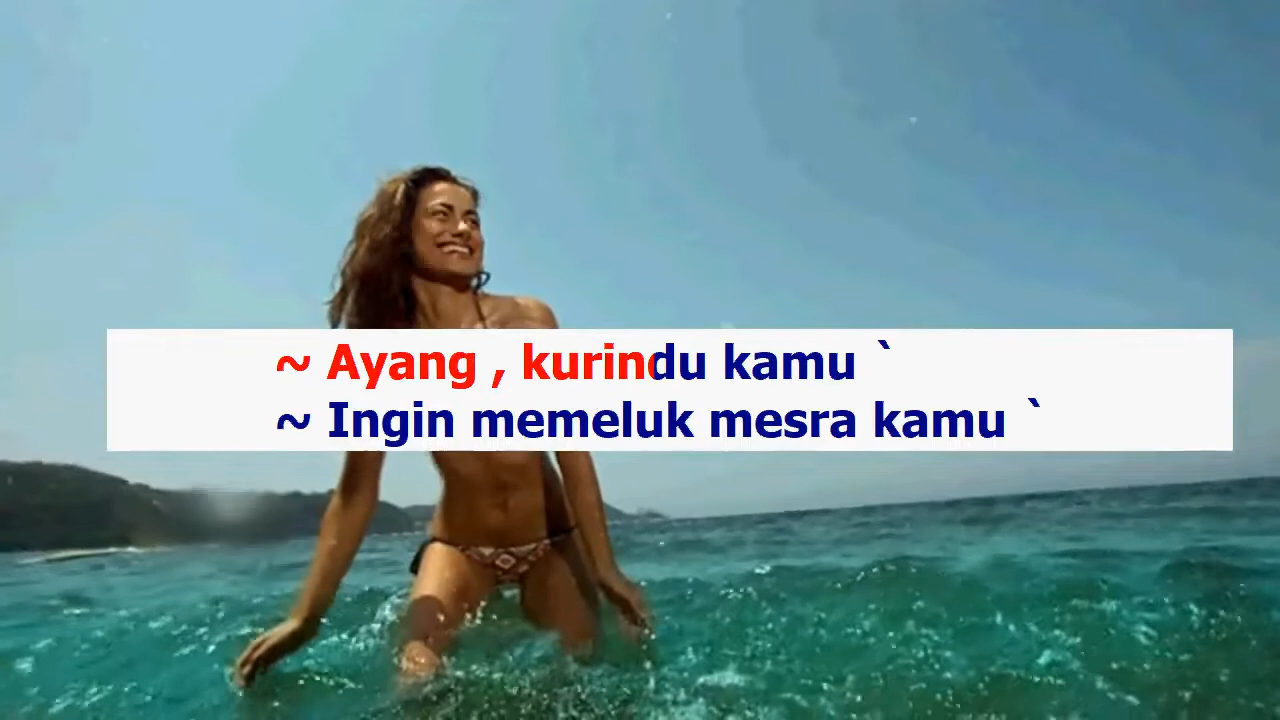 ~ Ayang , kurindu kamu `
~ Ingin memeluk mesra kamu `